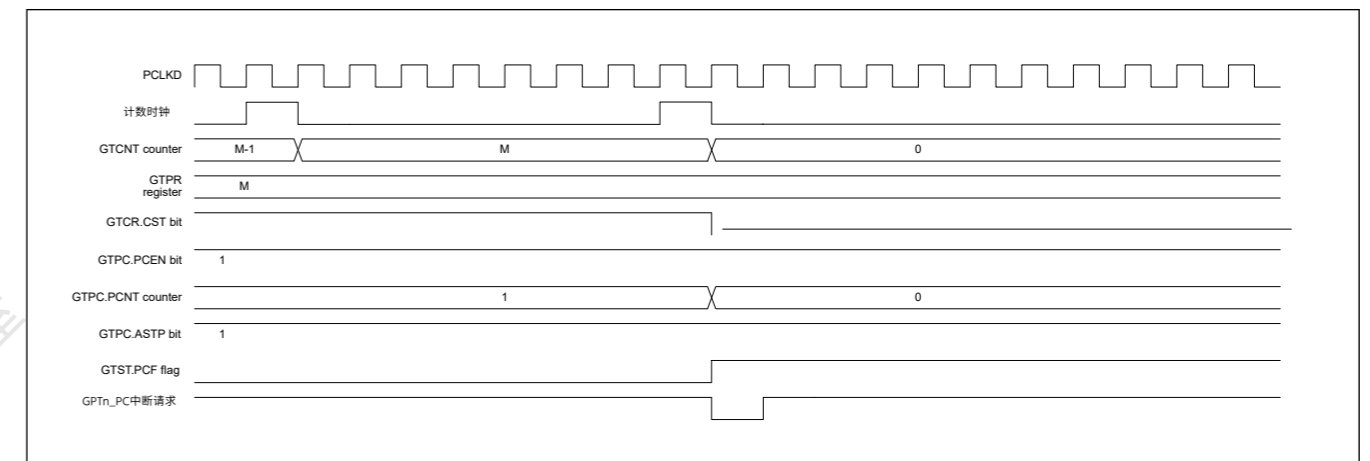 PCLKD
计数时钟
GTCNT counter M-1 M 0
GTPR
register
M
GTCR.CST bit
GTPC.PCEN bit 1
GTPC.PCNT counter 1 0
GTPC.ASTP bit 1
GTST.PCF flag
GPTn_PC中断请求